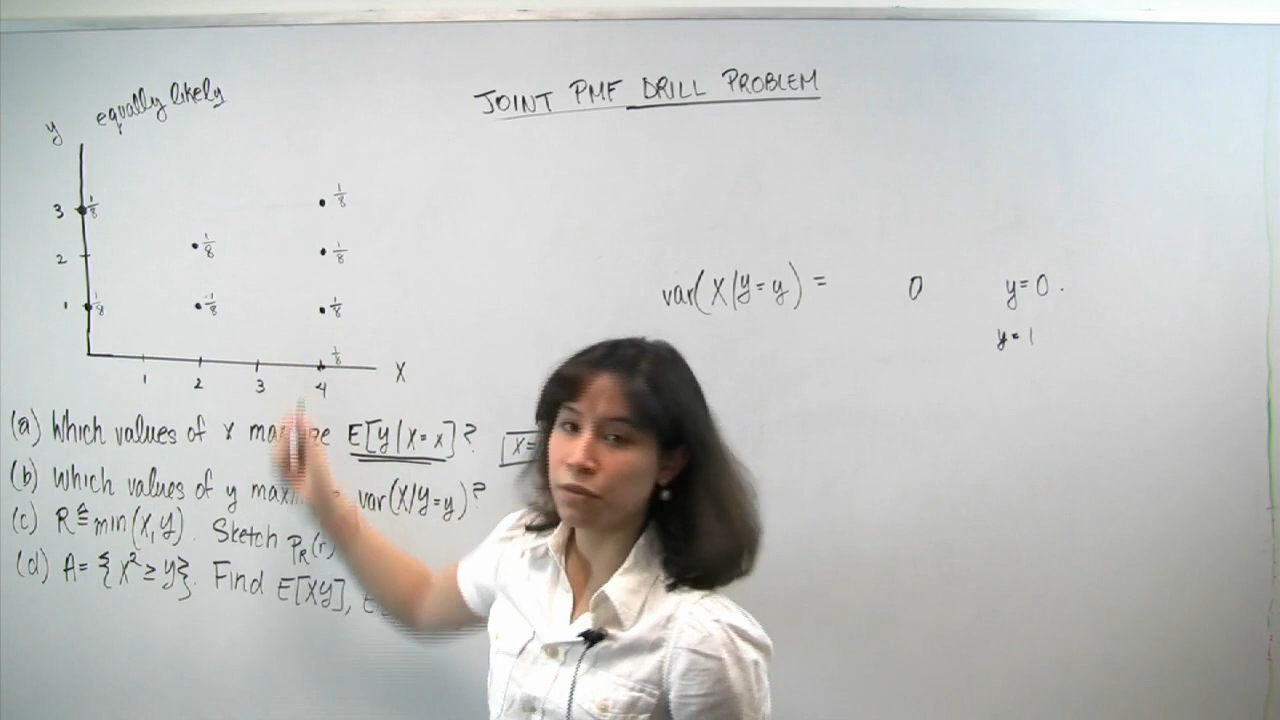 JOINT PMF DRILL PROBLEM
equally likely
y
3 1/8 1/8
2 1/8 1/8
1 1/8 1/8 1/8
1/8
1 2 3 4 X
var(X|Y=y) = 0 y=0.
y=1
(a) Which values of x E[Y|X=x]? X=
(b) Which values of y var(X|Y=y)?
(c) R ≜ min(X,Y). Sketch pR(r)
(d) A = {X² ≥ Y}. Find E[XY],